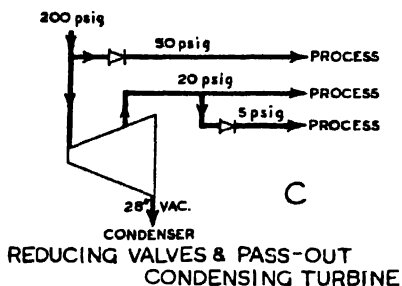 200 psig
50 psig
PROCESS
20 psig
PROCESS
5 psig
PROCESS
28" VAC.
CONDENSER
C
REDUCING VALVES & PASS-OUT
CONDENSING TURBINE